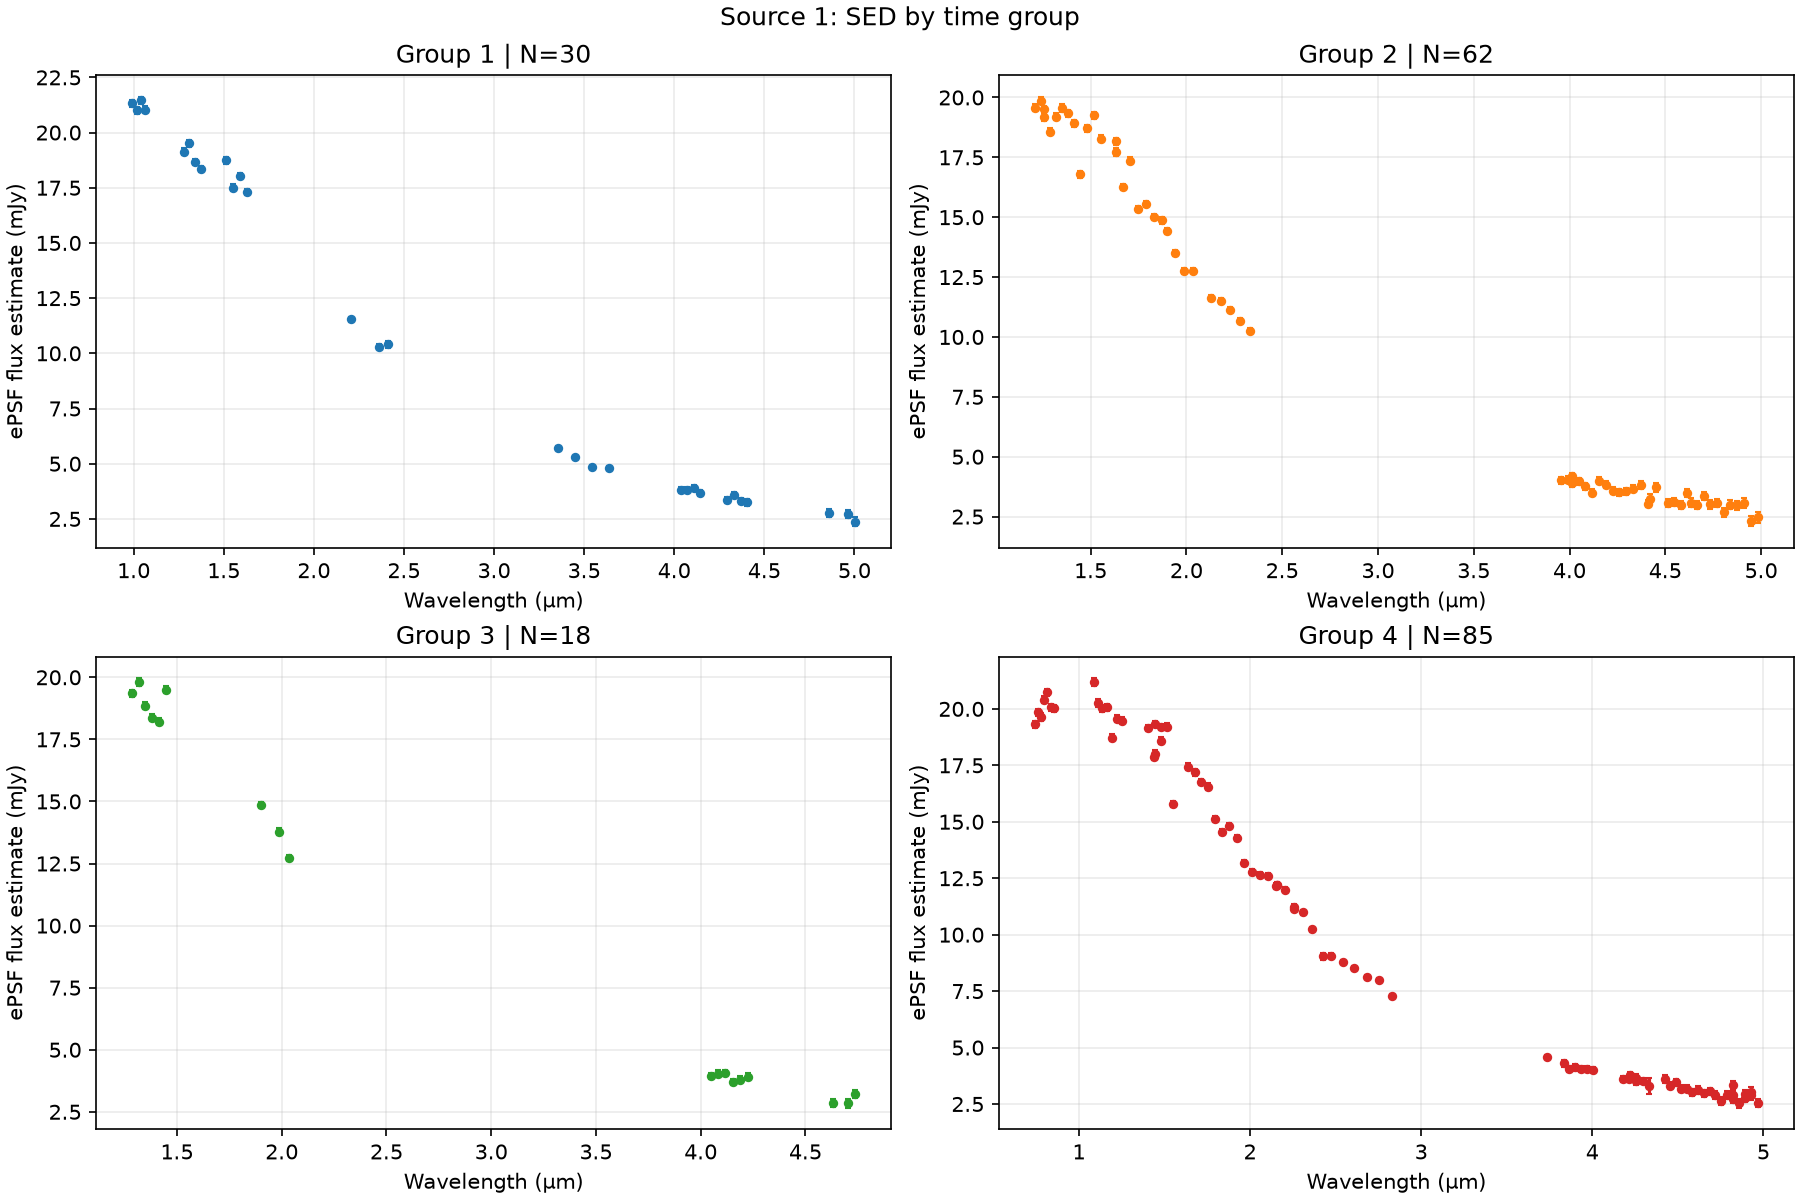 Source 1: SED by time group
Group 1 | N=30
22.5
20.0
17.5
15.0
12.5
10.0
7.5
5.0
2.5
ePSF flux estimate (mJy)
1.0 1.5 2.0 2.5 3.0 3.5 4.0 4.5 5.0
Wavelength (μm)
Group 2 | N=62
20.0
17.5
15.0
12.5
10.0
7.5
5.0
2.5
ePSF flux estimate (mJy)
1.5 2.0 2.5 3.0 3.5 4.0 4.5 5.0
Wavelength (μm)
Group 3 | N=18
20.0
17.5
15.0
12.5
10.0
7.5
5.0
2.5
ePSF flux estimate (mJy)
1.5 2.0 2.5 3.0 3.5 4.0 4.5
Wavelength (μm)
Group 4 | N=85
20.0
17.5
15.0
12.5
10.0
7.5
5.0
2.5
ePSF flux estimate (mJy)
1 2 3 4 5
Wavelength (μm)